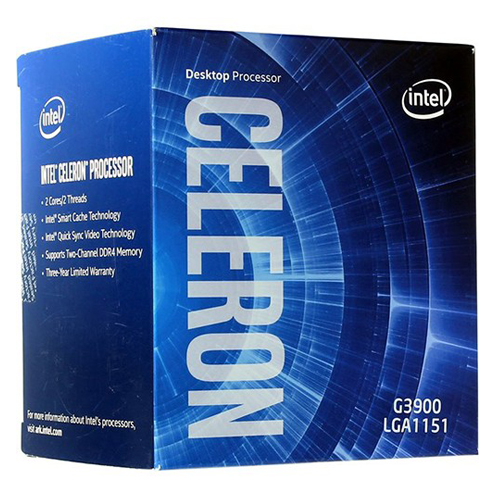 intel
INTEL® CELERON® PROCESSOR
• 2 Cores/2 Threads
• Intel® Smart Cache Technology
• Intel® Quick Sync Video Technology
• Supports Two-Channel DDR4 Memory
• Three-Year Limited Warranty
For more information about Intel's processors,
visit ark.intel.com
Desktop Processor
intel
CELERON
G3900
LGA1151